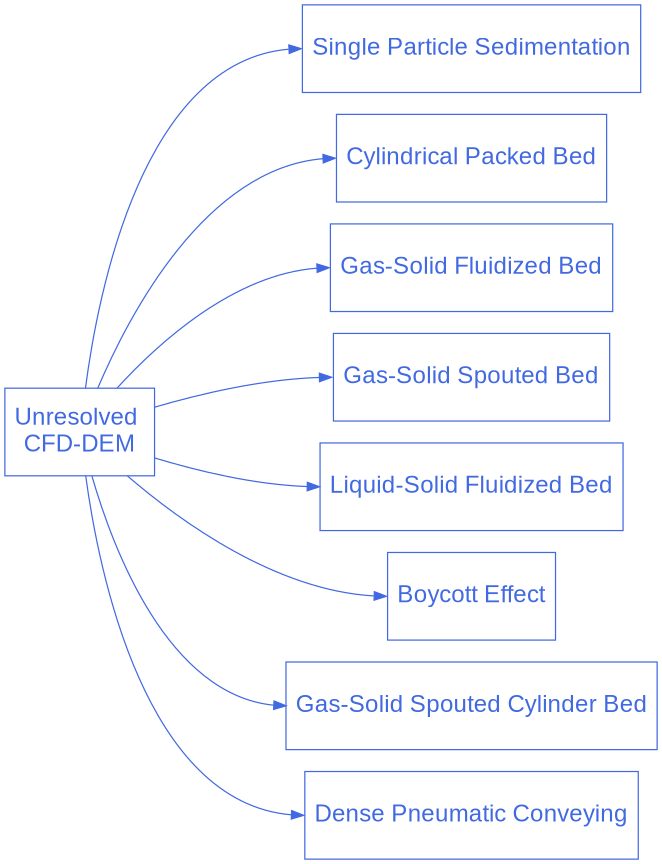 Single Particle Sedimentation
Cylindrical Packed Bed
Gas-Solid Fluidized Bed
Gas-Solid Spouted Bed
Unresolved
CFD-DEM
Liquid-Solid Fluidized Bed
Boycott Effect
Gas-Solid Spouted Cylinder Bed
Dense Pneumatic Conveying